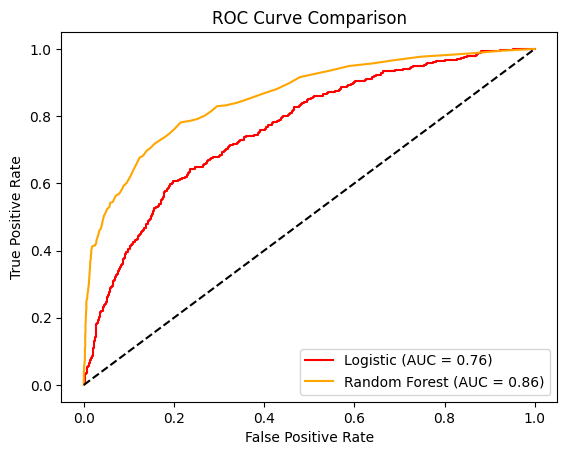 ROC Curve Comparison
True Positive Rate
1.0
0.8
0.6
0.4
0.2
0.0
Logistic (AUC = 0.76)
Random Forest (AUC = 0.86)
0.0 0.2 0.4 0.6 0.8 1.0
False Positive Rate